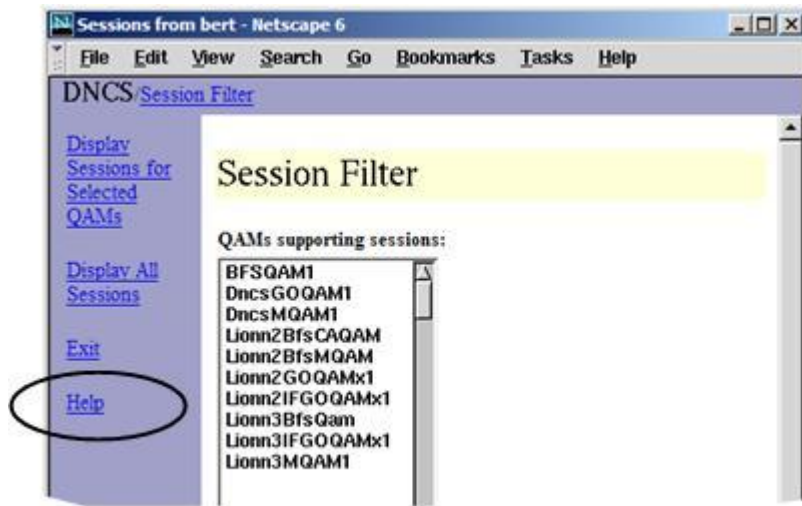 Sessions from bert - Netscape 6
File Edit View Search Go Bookmarks Tasks Help
DNCS/Session Filter
Display
Sessions for
Selected
QAMs
Display All
Sessions
Exit
Help
Session Filter
QAMs supporting sessions:
BFSQAM1
DncsGOQAM1
DncsMQAM1
Lionn2BfsCAQAM
Lionn2BfsMQAM
Lionn2GOQAMx1
Lionn2IFGOQAMx1
Lionn3BfsQam
Lionn3IFGOQAMx1
Lionn3MQAM1